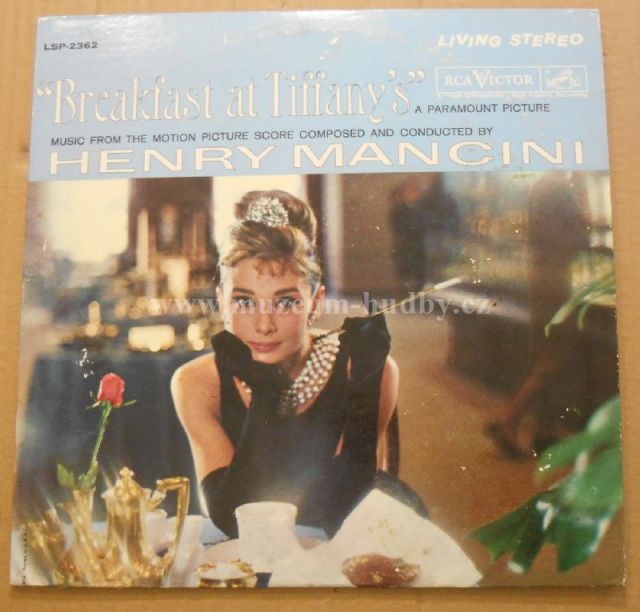 LSP-2362
LIVING STEREO
"Breakfast at Tiffany's"
RCA VICTOR
A PARAMOUNT PICTURE
MUSIC FROM THE MOTION PICTURE SCORE COMPOSED AND CONDUCTED BY
HENRY MANCINI
www.muzeum-hudby.cz